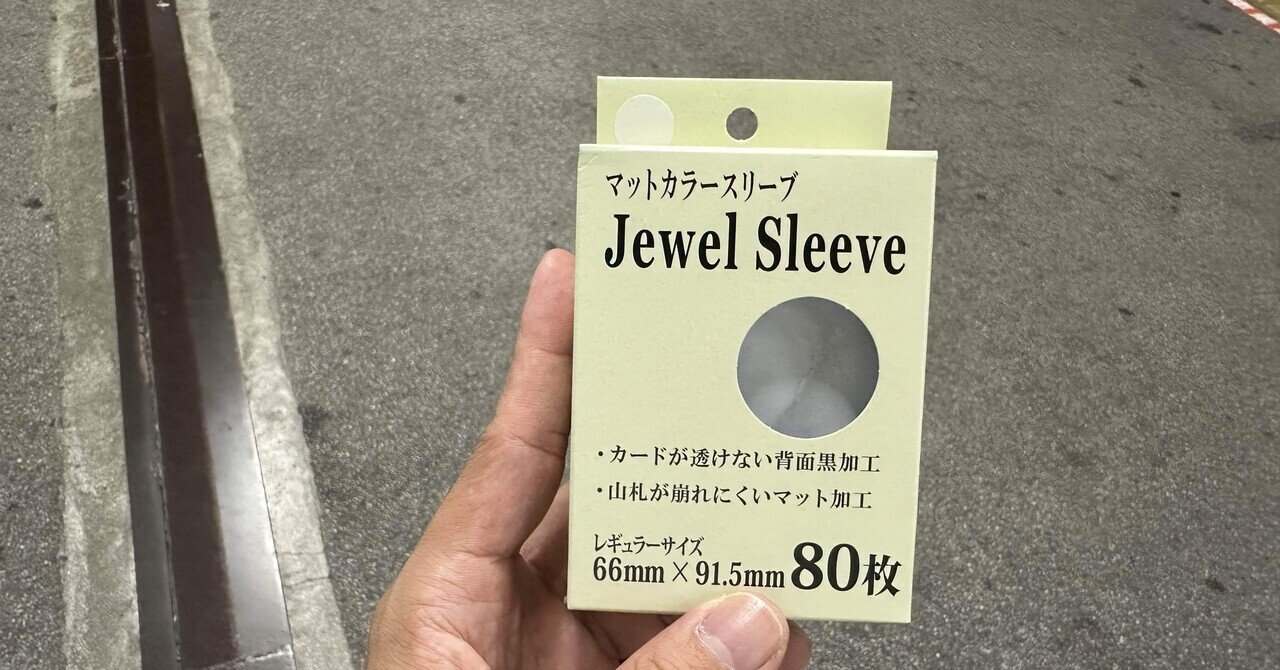 マットカラースリーブ
Jewel Sleeve
・カードが透けない背面黒加工
・山札が崩れにくいマット加工
レギュラーサイズ
66mm×91.5mm 80枚